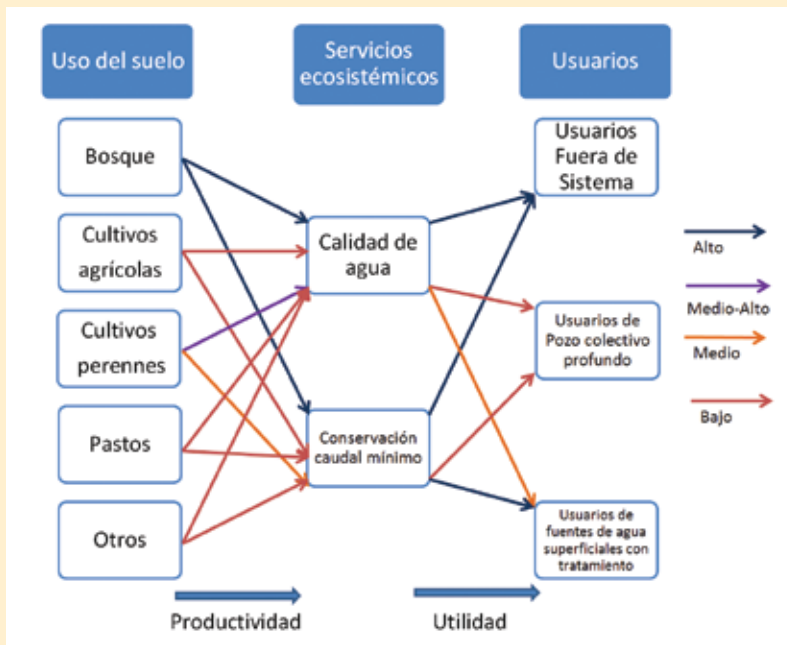 Uso del suelo
Servicios
ecosistémicos
Usuarios
Bosque
Cultivos
agrícolas
Cultivos
perennes
Pastos
Otros
Calidad de
agua
Conservación
caudal mínimo
Usuarios
Fuera de
Sistema
Usuarios de
Pozo colectivo
profundo
Usuarios de
fuentes de agua
superficiales con
tratamiento
Alto
Medio-Alto
Medio
Bajo
Productividad
Utilidad